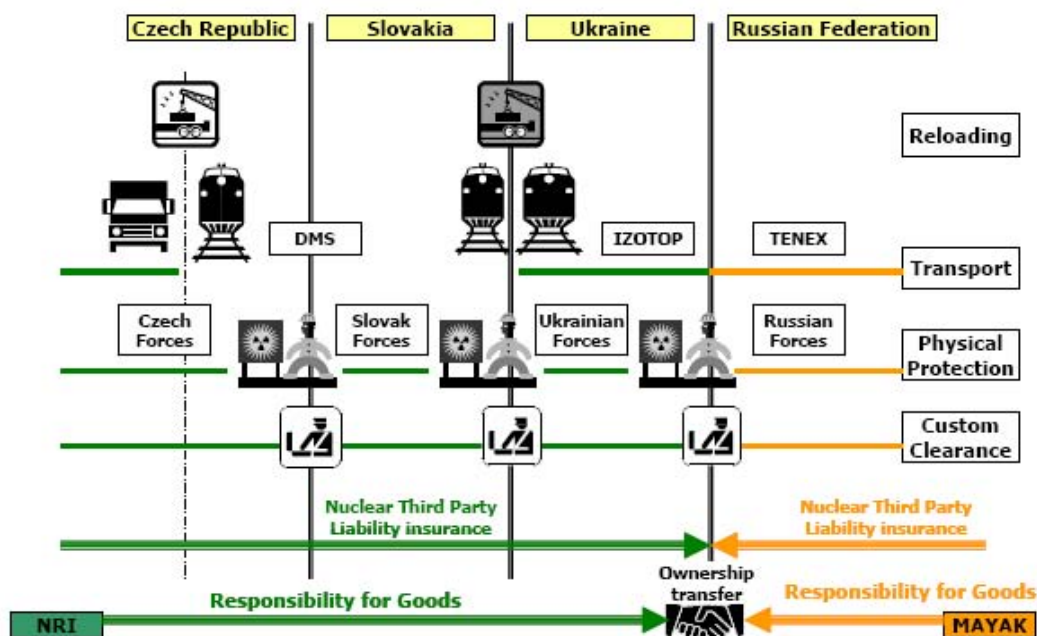 Czech Republic
Slovakia
Ukraine
Russian Federation
Reloading
DMS
IZOTOP
TENEX
Transport
Czech
Forces
Slovak
Forces
Ukrainian
Forces
Russian
Forces
Physical
Protection
Custom
Clearance
Nuclear Third Party
Liability insurance
Nuclear Third Party
Liability insurance
Ownership
transfer
Responsibility for Goods
Responsibility for Goods
NRI
MAYAK